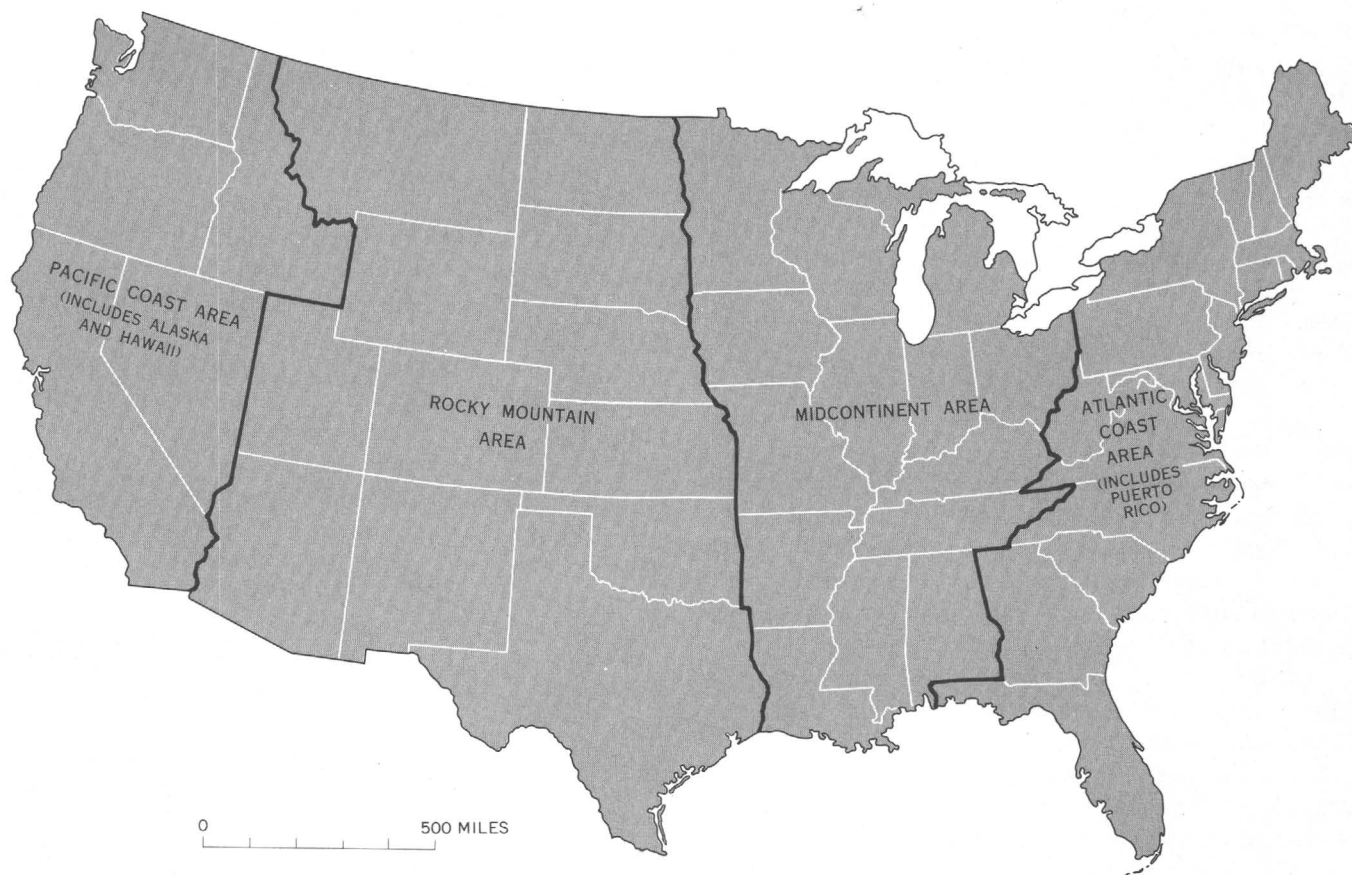 PACIFIC COAST AREA
(INCLUDES ALASKA
AND HAWAII)
ROCKY MOUNTAIN
AREA
MIDCONTINENT AREA
ATLANTIC
COAST
AREA
(INCLUDES
PUERTO
RICO)
0 500 MILES